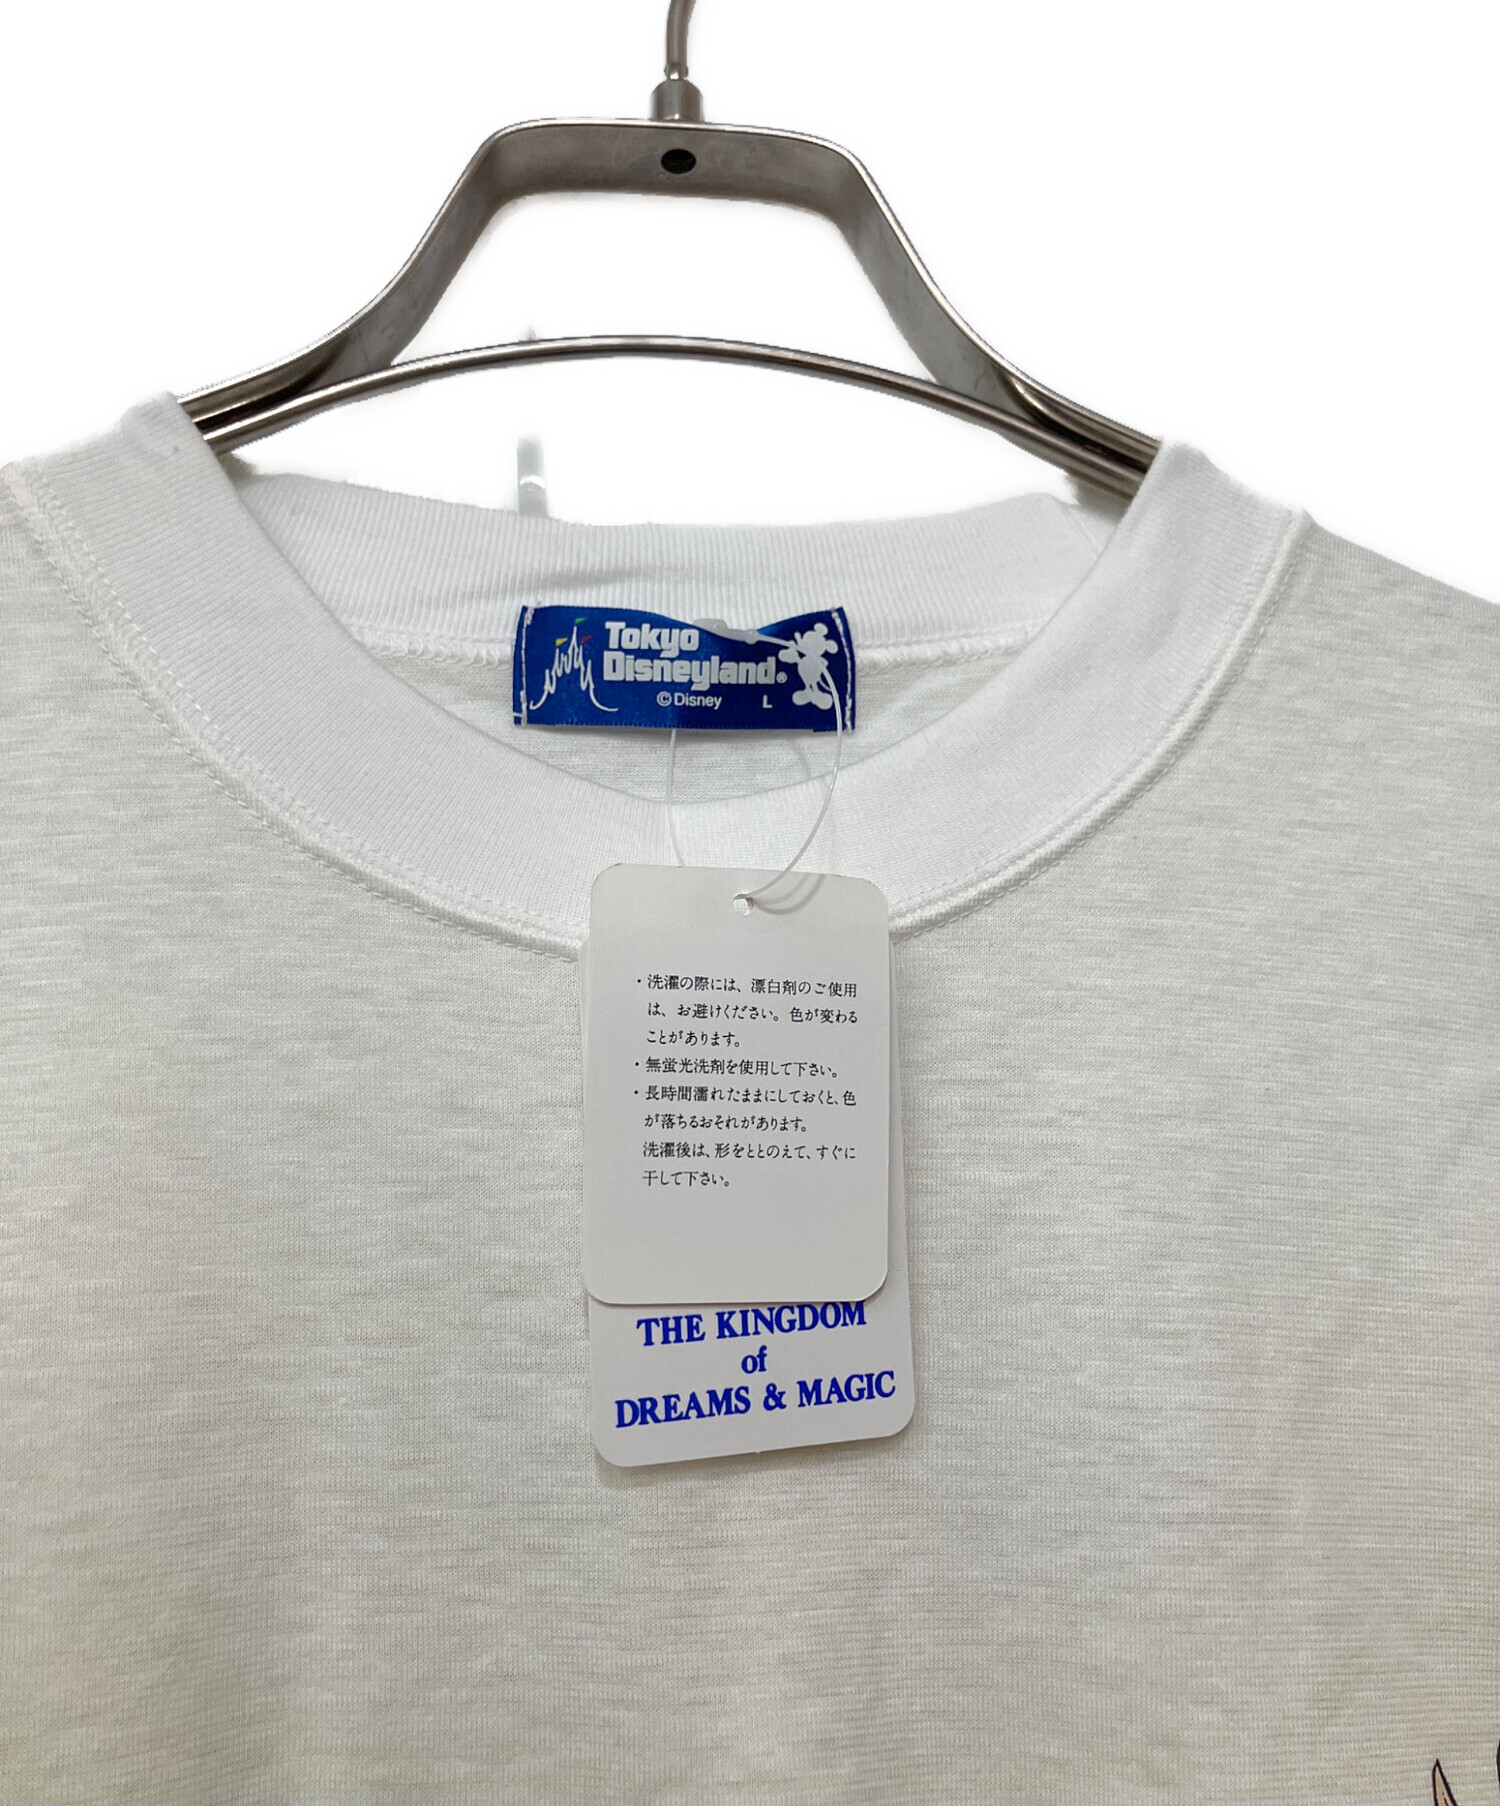 Tokyo
Disneyland®
©Disney L
・洗濯の際には、漂白剤のご使用
は、お避けください。色が変わる
ことがあります。
・無蛍光洗剤を使用して下さい。
・長時間濡れたままにしておくと、色
が落ちるおそれがあります。
洗濯後は、形をととのえて、すぐに
干して下さい。
THE KINGDOM
of
DREAMS & MAGIC